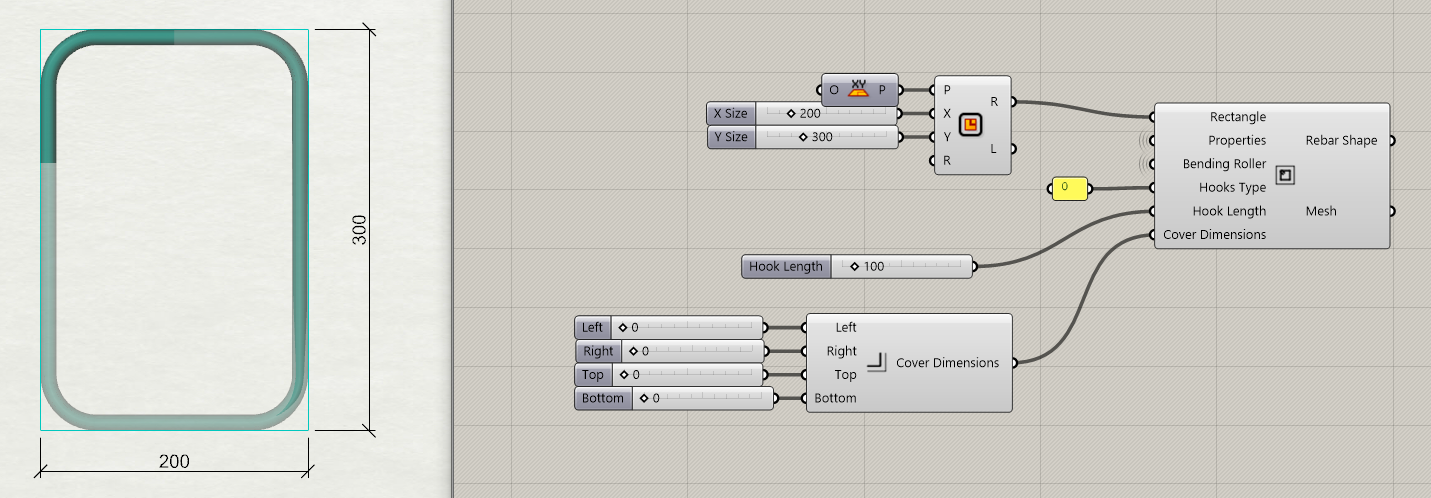 300
200
O XY P
X Size 200
Y Size 300
P
X
Y
R
R
L
0
Hook Length 100
Left 0
Right 0
Top 0
Bottom 0
Left
Right
Top
Bottom
Cover Dimensions
Rectangle
Properties
Bending Roller
Hooks Type
Hook Length
Cover Dimensions
Rebar Shape
Mesh